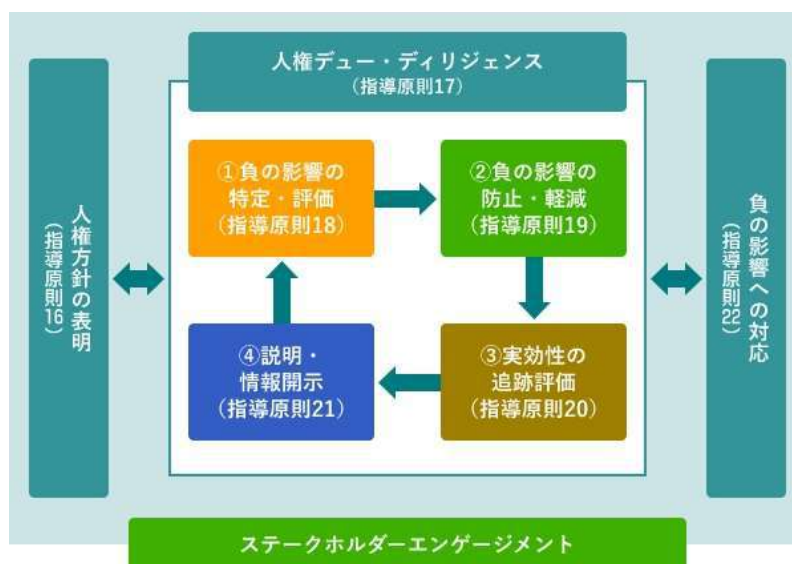 人権デュー・ディリジェンス
（指導原則17）
人権方針の表明
（指導原則16）
①負の影響の
特定・評価
（指導原則18）
②負の影響の
防止・軽減
（指導原則19）
④説明・
情報開示
（指導原則21）
③実効性の
追跡評価
（指導原則20）
負の影響への対応
（指導原則22）
ステークホルダーエンゲージメント